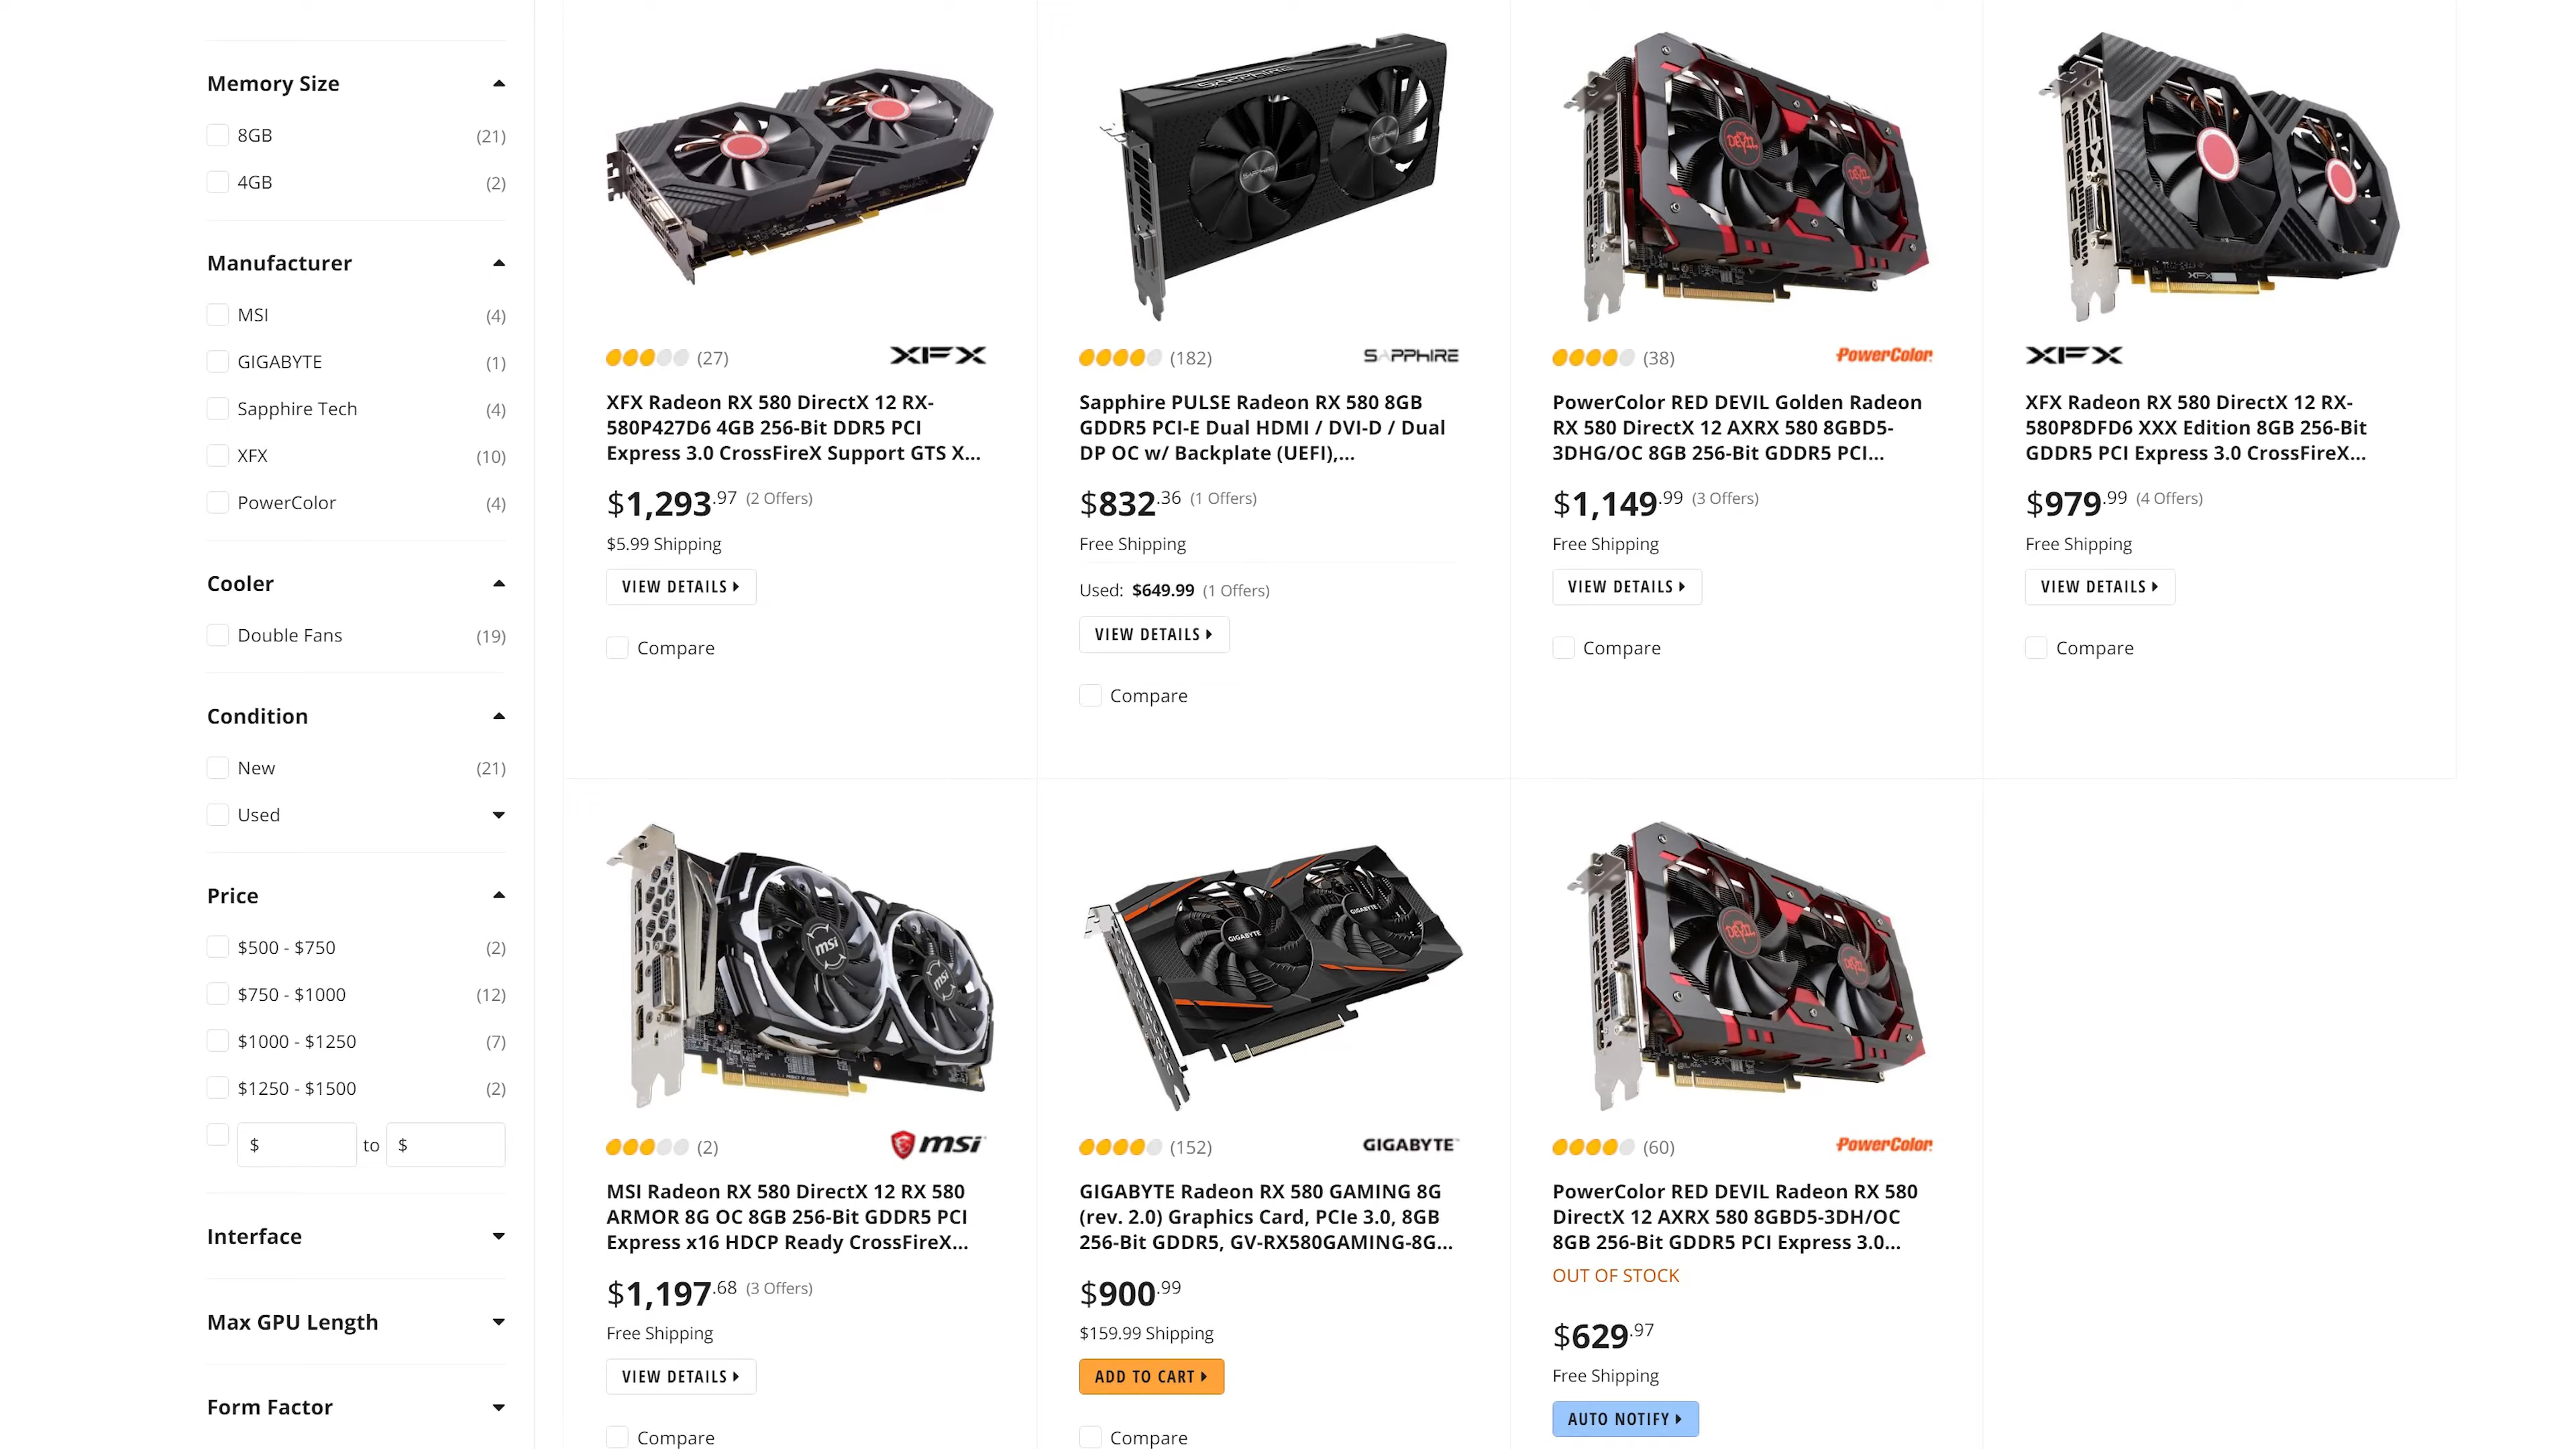 Memory Size
8GB (21)
4GB (2)
Manufacturer
MSI (4)
GIGABYTE (1)
Sapphire Tech (4)
XFX (10)
PowerColor (4)
Cooler
Double Fans (19)
Condition
New (21)
Used
Price
$500 - $750 (2)
$750 - $1000 (12)
$1000 - $1250 (7)
$1250 - $1500 (2)
$ to $
Interface
Max GPU Length
Form Factor
XFX
(27) XFX
XFX Radeon RX 580 DirectX 12 RX-
580P427D6 4GB 256-Bit DDR5 PCI
Express 3.0 CrossFireX Support GTS X...
$1,293.97 (2 Offers)
$5.99 Shipping
VIEW DETAILS
Compare
SAPPHIRE
SAPPHIRE
SAPPHIRE
(182) SAPPHIRE
Sapphire PULSE Radeon RX 580 8GB
GDDR5 PCI-E Dual HDMI / DVI-D / Dual
DP OC w/ Backplate (UEFI),...
$832.36 (1 Offers)
Free Shipping
Used: $649.99 (1 Offers)
VIEW DETAILS
Compare
DEVIL
DEVIL
(38) PowerColor
PowerColor RED DEVIL Golden Radeon
RX 580 DirectX 12 AXRX 580 8GBD5-
3DHG/OC 8GB 256-Bit GDDR5 PCI...
$1,149.99 (3 Offers)
Free Shipping
VIEW DETAILS
Compare
XFX
XFX
XFX
XFX Radeon RX 580 DirectX 12 RX-
580P8DFD6 XXX Edition 8GB 256-Bit
GDDR5 PCI Express 3.0 CrossFireX...
$979.99 (4 Offers)
Free Shipping
VIEW DETAILS
Compare
msi
msi
(2) msi
MSI Radeon RX 580 DirectX 12 RX 580
ARMOR 8G OC 8GB 256-Bit GDDR5 PCI
Express x16 HDCP Ready CrossFireX...
$1,197.68 (3 Offers)
Free Shipping
VIEW DETAILS
Compare
GIGABYTE
GIGABYTE
(152) GIGABYTE™
GIGABYTE Radeon RX 580 GAMING 8G
(rev. 2.0) Graphics Card, PCIe 3.0, 8GB
256-Bit GDDR5, GV-RX580GAMING-8G...
$900.99
$159.99 Shipping
ADD TO CART
Compare
DEVIL
DEVIL
(60) PowerColor
PowerColor RED DEVIL Radeon RX 580
DirectX 12 AXRX 580 8GBD5-3DH/OC
8GB 256-Bit GDDR5 PCI Express 3.0...
OUT OF STOCK
$629.97
Free Shipping
AUTO NOTIFY